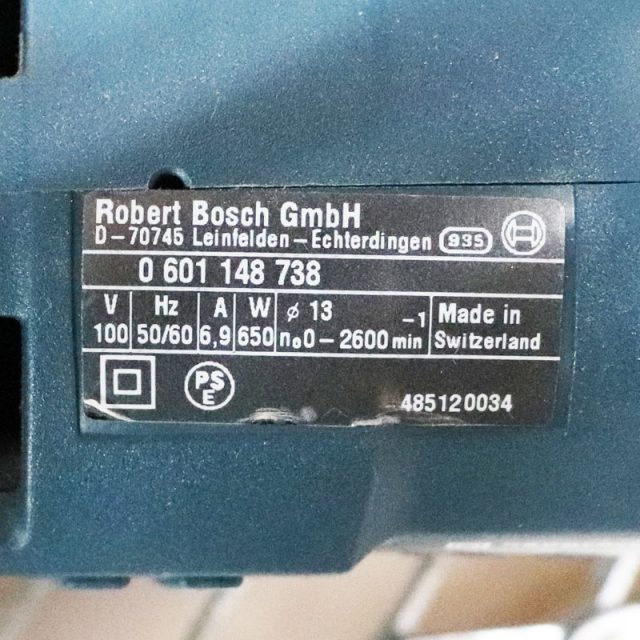 Robert Bosch GmbH
D-70745 Leinfelden-Echterdingen 935
0 601 148 738
V Hz A W ø 13
100 50/60 6,9 650 n₀0-2600 min⁻¹
Made in
Switzerland
PS
E
485120034